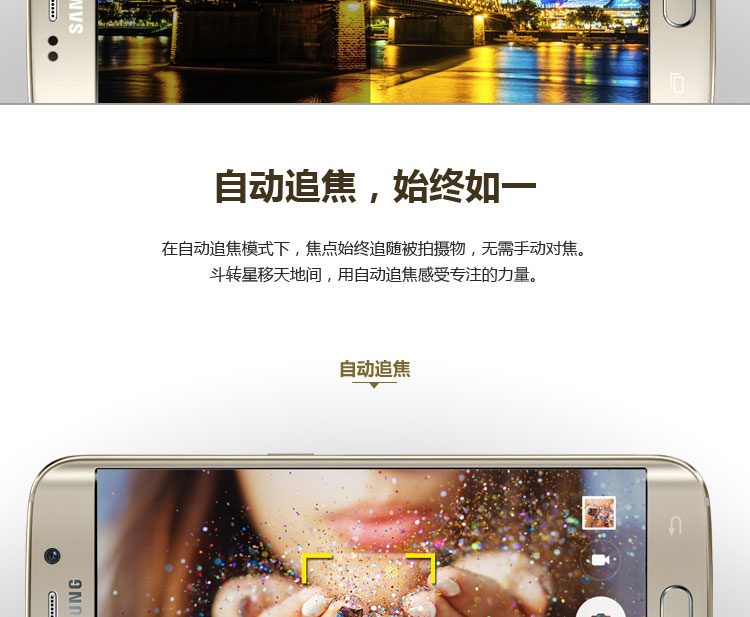 SAM
自动追焦，始终如一
在自动追焦模式下，焦点始终追随被拍摄物，无需手动对焦。
斗转星移天地间，用自动追焦感受专注的力量。
自动追焦
UNG